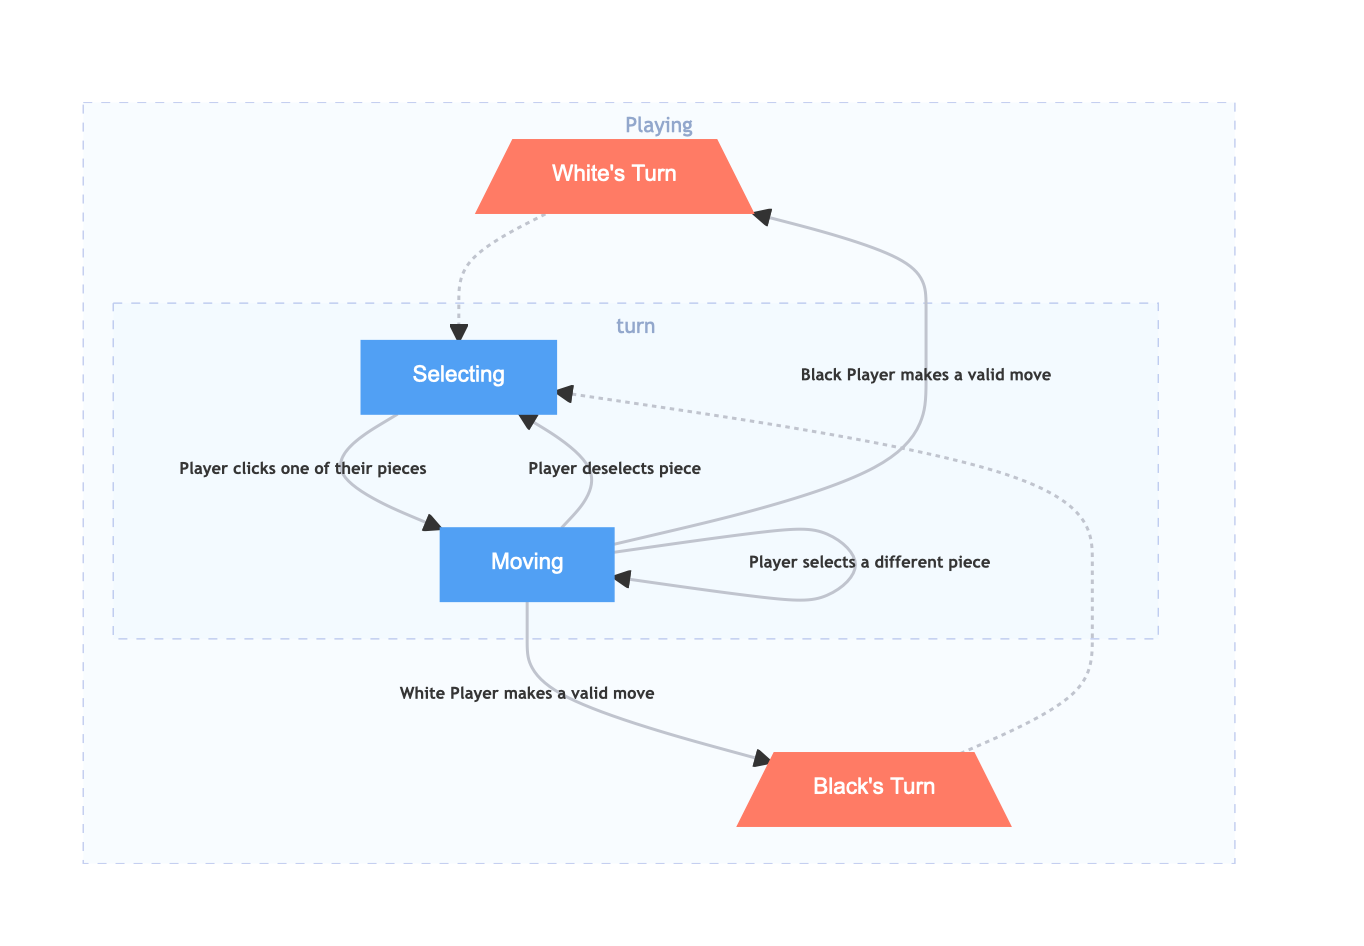 Playing
White's Turn
turn
Selecting
Black Player makes a valid move
Player clicks one of their pieces
Player deselects piece
Moving
Player selects a different piece
White Player makes a valid move
Black's Turn